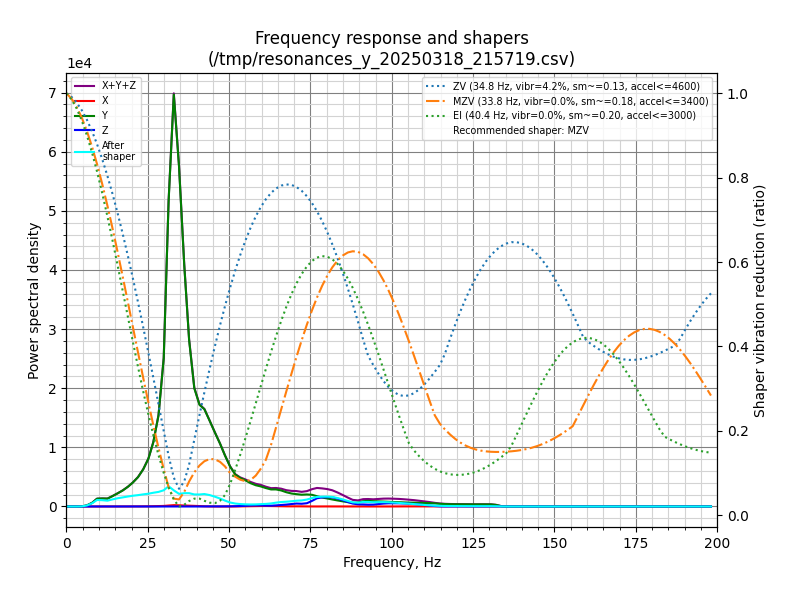 Frequency response and shapers
(/tmp/resonances_y_20250318_215719.csv)
1e4
X+Y+Z
X
Y
Z
After
shaper
ZV (34.8 Hz, vibr=4.2%, sm~=0.13, accel<=4600)
MZV (33.8 Hz, vibr=0.0%, sm~=0.18, accel<=3400)
EI (40.4 Hz, vibr=0.0%, sm~=0.20, accel<=3000)
Recommended shaper: MZV
7
6
5
4
3
2
1
0
Power spectral density
1.0
0.8
0.6
0.4
0.2
0.0
Shaper vibration reduction (ratio)
0 25 50 75 100 125 150 175 200
Frequency, Hz